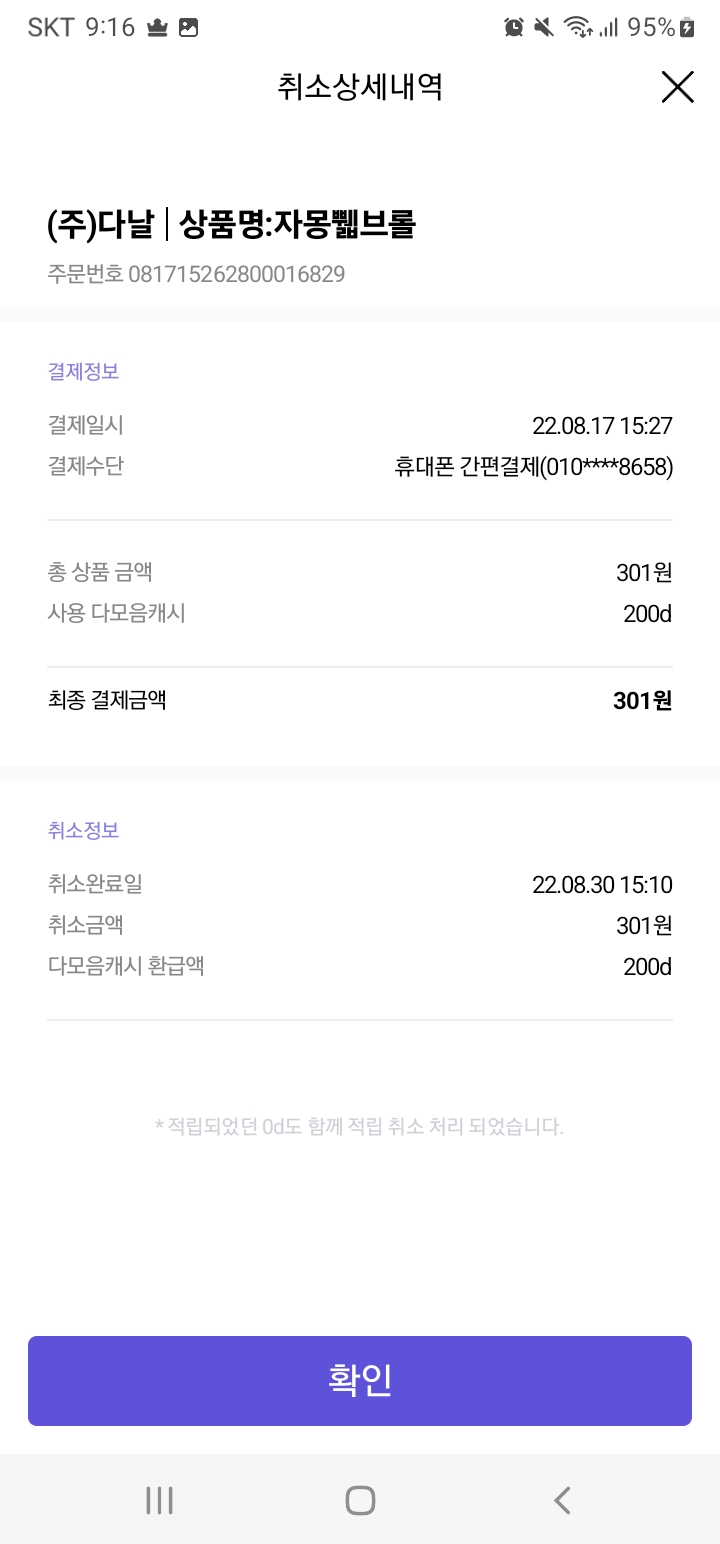 SKT 9:16 95%
취소상세내역
(주)다날 | 상품명:자몽쀏브롤
주문번호 081715262800016829
결제정보
결제일시 22.08.17 15:27
결제수단 휴대폰 간편결제(010****8658)
총 상품 금액 301원
사용 다모음캐시 200d
최종 결제금액 301원
취소정보
취소완료일 22.08.30 15:10
취소금액 301원
다모음캐시 환급액 200d
* 적립되었던 0d도 함께 적립 취소 처리 되었습니다.
확인